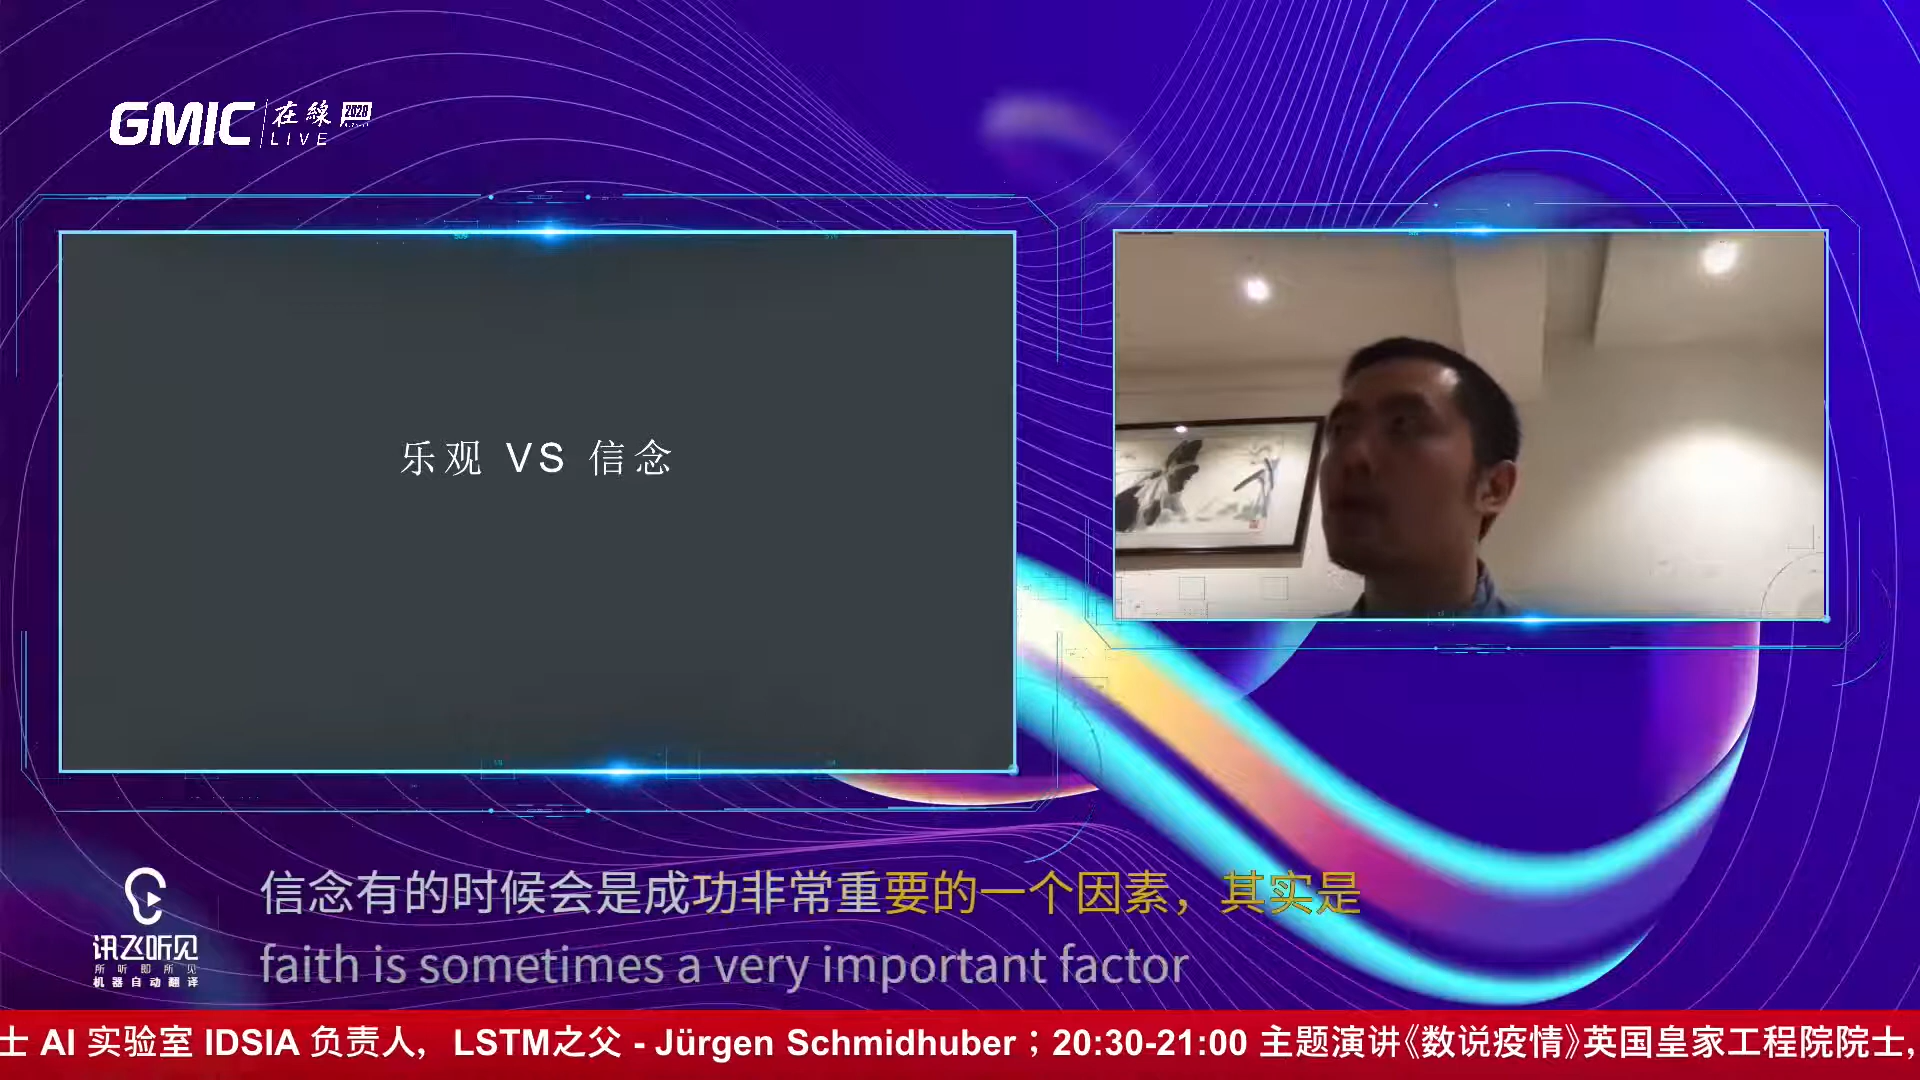 GMIC 在線 2020
LIVE
乐观 VS 信念
信念有的时候会是成功非常重要的一个因素，其实是
faith is sometimes a very important factor
讯飞听见
所听即所见
机器自动翻译
士 AI 实验室 IDSIA 负责人，LSTM之父 - Jürgen Schmidhuber；20:30-21:00 主题演讲《数说疫情》英国皇家工程院院士，